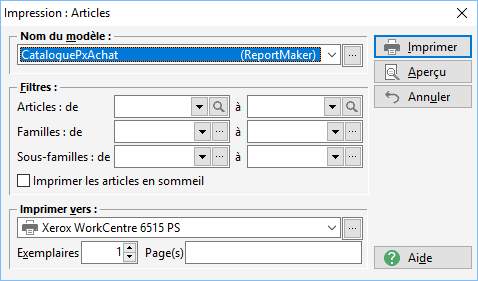 Impression : Articles
Nom du modèle :
CataloguePxAchat (ReportMaker)
...
Imprimer
Aperçu
Annuler
Filtres :
Articles : de à
Familles : de ... à ...
Sous-familles : de ... à ...
Imprimer les articles en sommeil
Imprimer vers :
Xerox WorkCentre 6515 PS ...
Exemplaires 1 Page(s)
Aide